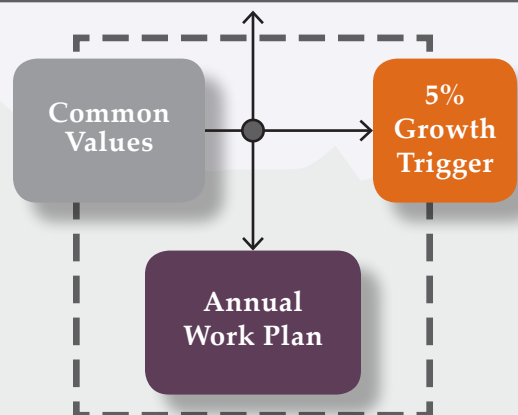 Common
Values
5%
Growth
Trigger
Annual
Work Plan